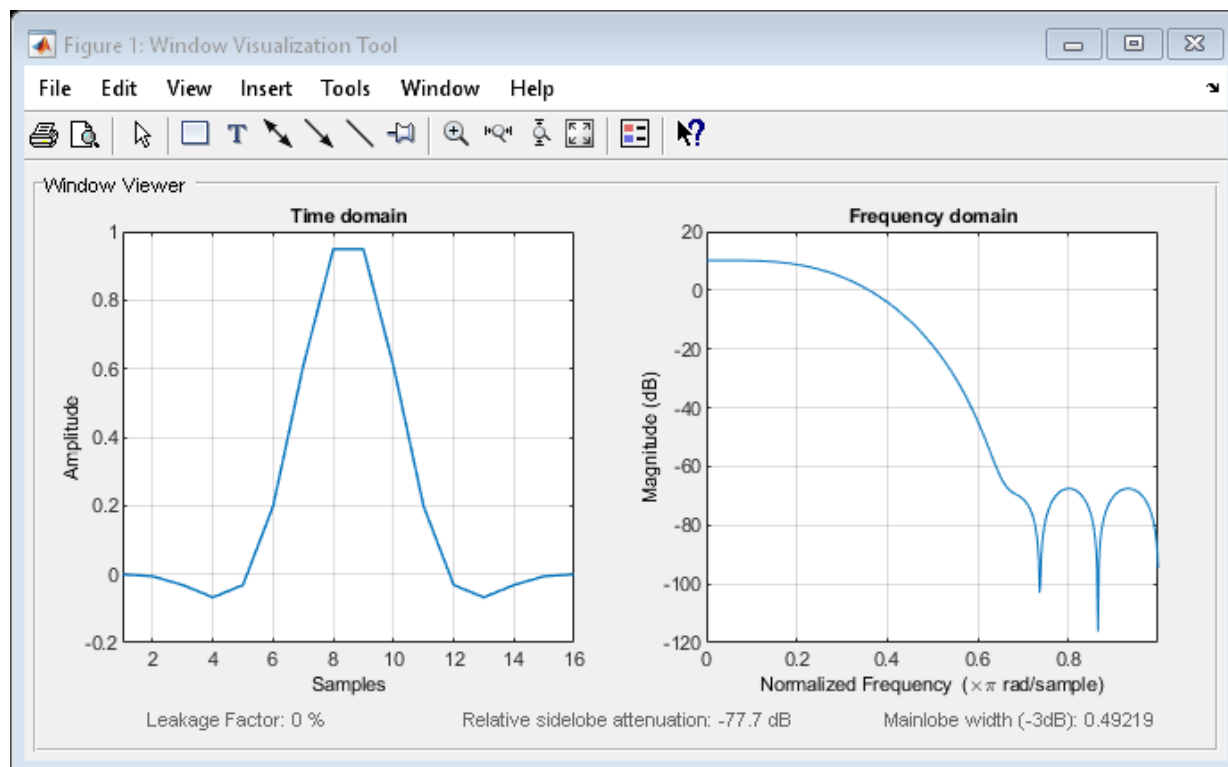 Figure 1: Window Visualization Tool
File Edit View Insert Tools Window Help
T
?
Window Viewer
Time domain
1
0.8
0.6
0.4
0.2
0
-0.2
Amplitude
2 4 6 8 10 12 14 16
Samples
Frequency domain
20
0
-20
-40
-60
-80
-100
-120
Magnitude (dB)
0 0.2 0.4 0.6 0.8
Normalized Frequency (×π rad/sample)
Leakage Factor: 0 % Relative sidelobe attenuation: -77.7 dB Mainlobe width (-3dB): 0.49219